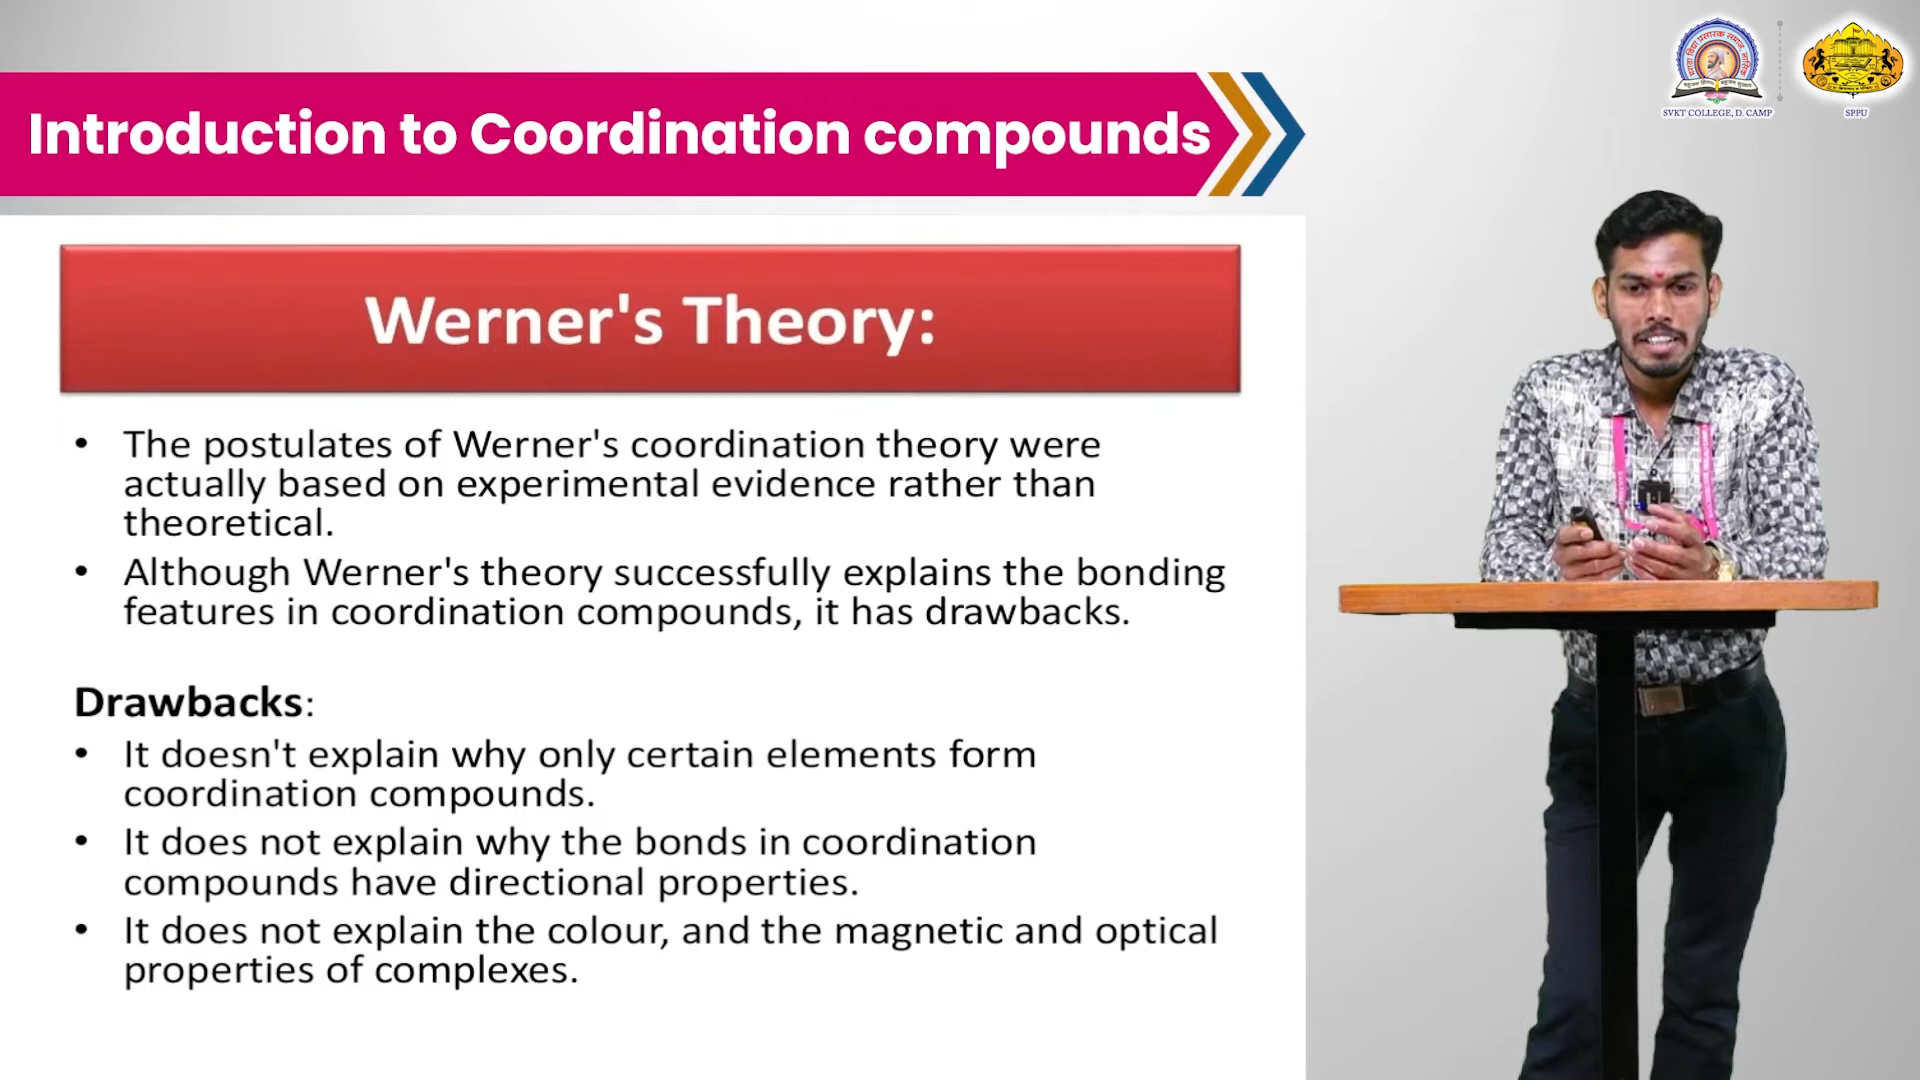 SVKT COLLEGE, D. CAMP
SPPU
Introduction to Coordination compounds
Werner's Theory:
• The postulates of Werner's coordination theory were
actually based on experimental evidence rather than
theoretical.
• Although Werner's theory successfully explains the bonding
features in coordination compounds, it has drawbacks.
Drawbacks:
• It doesn't explain why only certain elements form
coordination compounds.
• It does not explain why the bonds in coordination
compounds have directional properties.
• It does not explain the colour, and the magnetic and optical
properties of complexes.